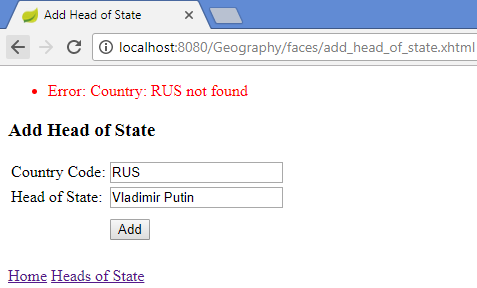 Add Head of State
localhost:8080/Geography/faces/add_head_of_state.xhtml
Error: Country: RUS not found
Add Head of State
Country Code: RUS
Head of State: Vladimir Putin
Add
Home Heads of State